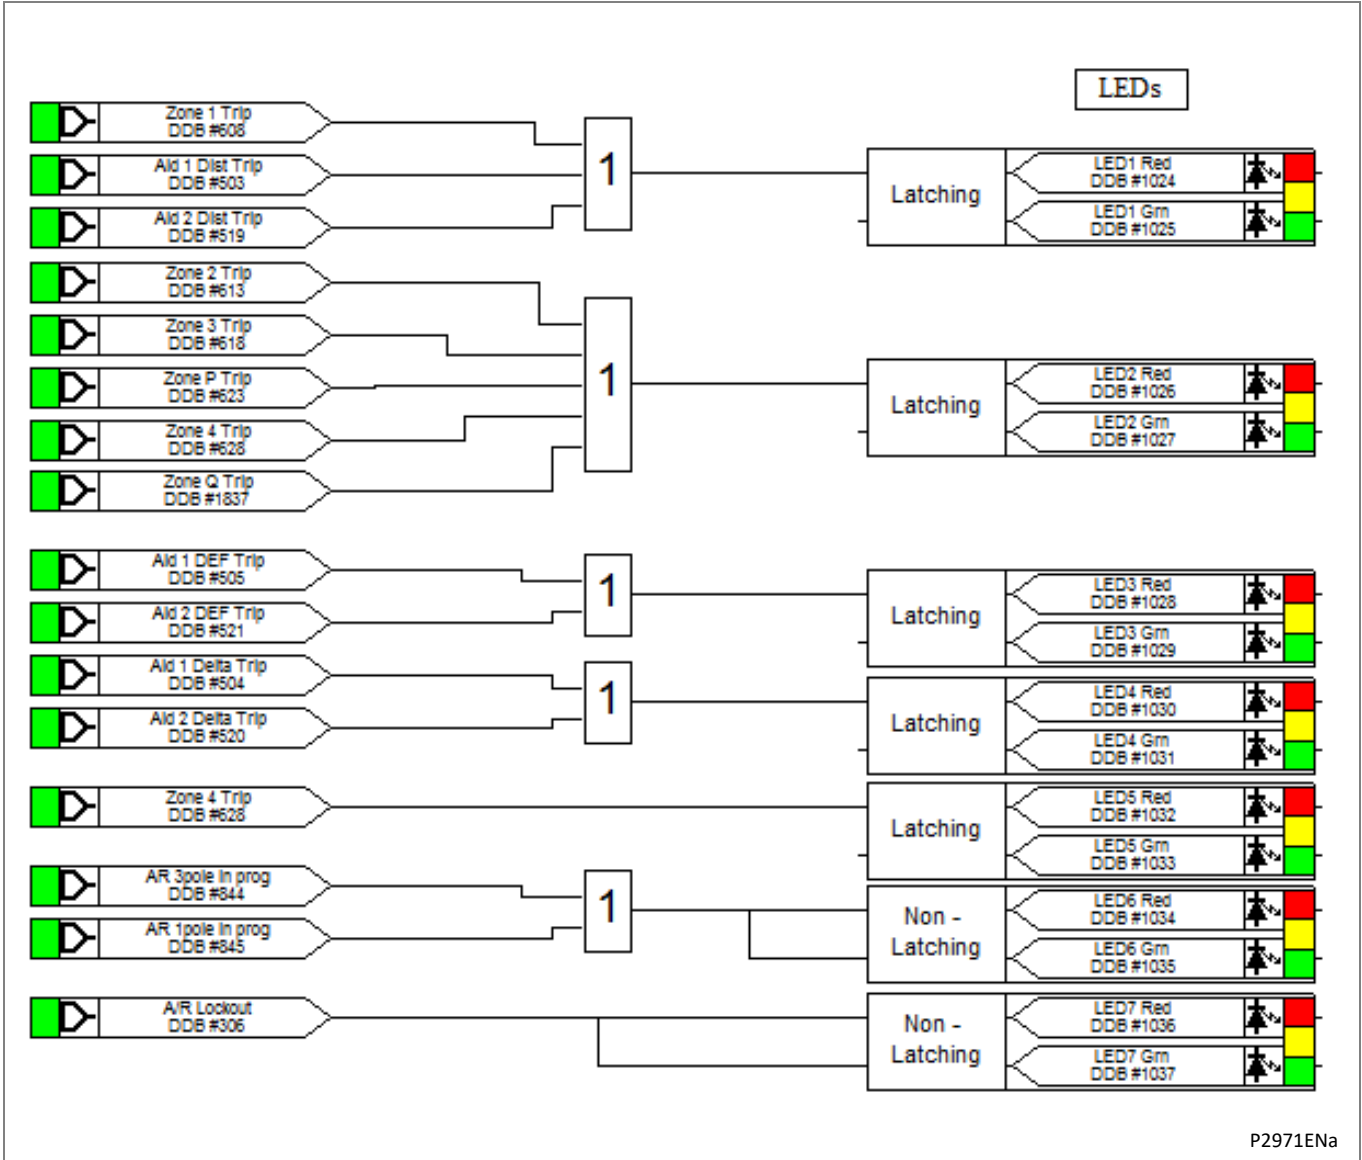 LEDs
Zone 1 Trip
DDB #608
Aid 1 Dist Trip
DDB #503
Aid 2 Dist Trip
DDB #519
1
Latching
LED1 Red
DDB #1024
LED1 Grn
DDB #1025
Zone 2 Trip
DDB #613
Zone 3 Trip
DDB #618
Zone P Trip
DDB #623
Zone 4 Trip
DDB #628
Zone Q Trip
DDB #1837
1
Latching
LED2 Red
DDB #1026
LED2 Grn
DDB #1027
Aid 1 DEF Trip
DDB #505
Aid 2 DEF Trip
DDB #521
1
Latching
LED3 Red
DDB #1028
LED3 Grn
DDB #1029
Aid 1 Delta Trip
DDB #504
Aid 2 Delta Trip
DDB #520
1
Latching
LED4 Red
DDB #1030
LED4 Grn
DDB #1031
Zone 4 Trip
DDB #628
Latching
LED5 Red
DDB #1032
LED5 Grn
DDB #1033
AR 3pole in prog
DDB #844
AR 1pole in prog
DDB #845
1
Non -
Latching
LED6 Red
DDB #1034
LED6 Grn
DDB #1035
A/R Lockout
DDB #306
Non -
Latching
LED7 Red
DDB #1036
LED7 Grn
DDB #1037
P2971ENa